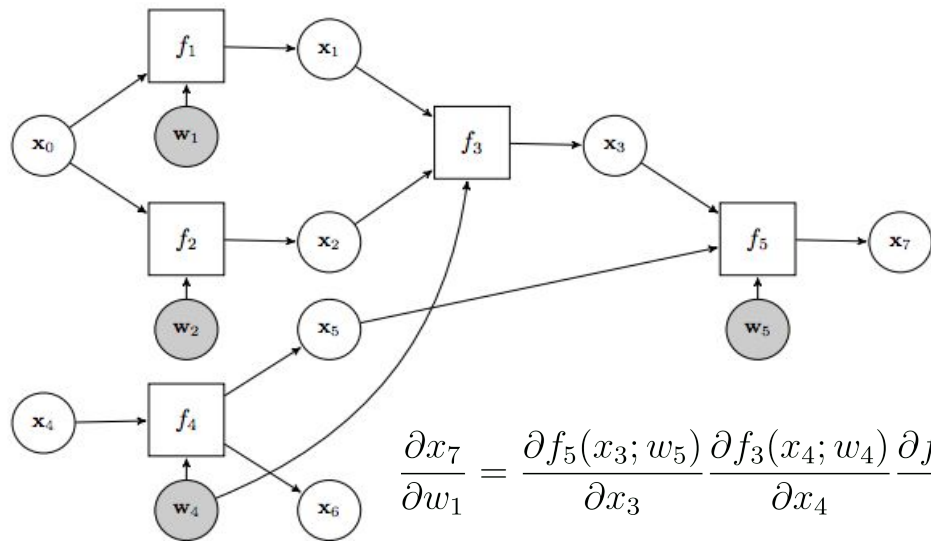 f₁
x₁
x₀
w₁
f₃
x₃
f₂
x₂
f₅
x₇
w₂
x₅
w₅
x₄
f₄
w₄
x₆
∂x₇/∂w₁ = ∂f₅(x₃; w₅)/∂x₃ ∂f₃(x₄; w₄)/∂x₄ ∂f